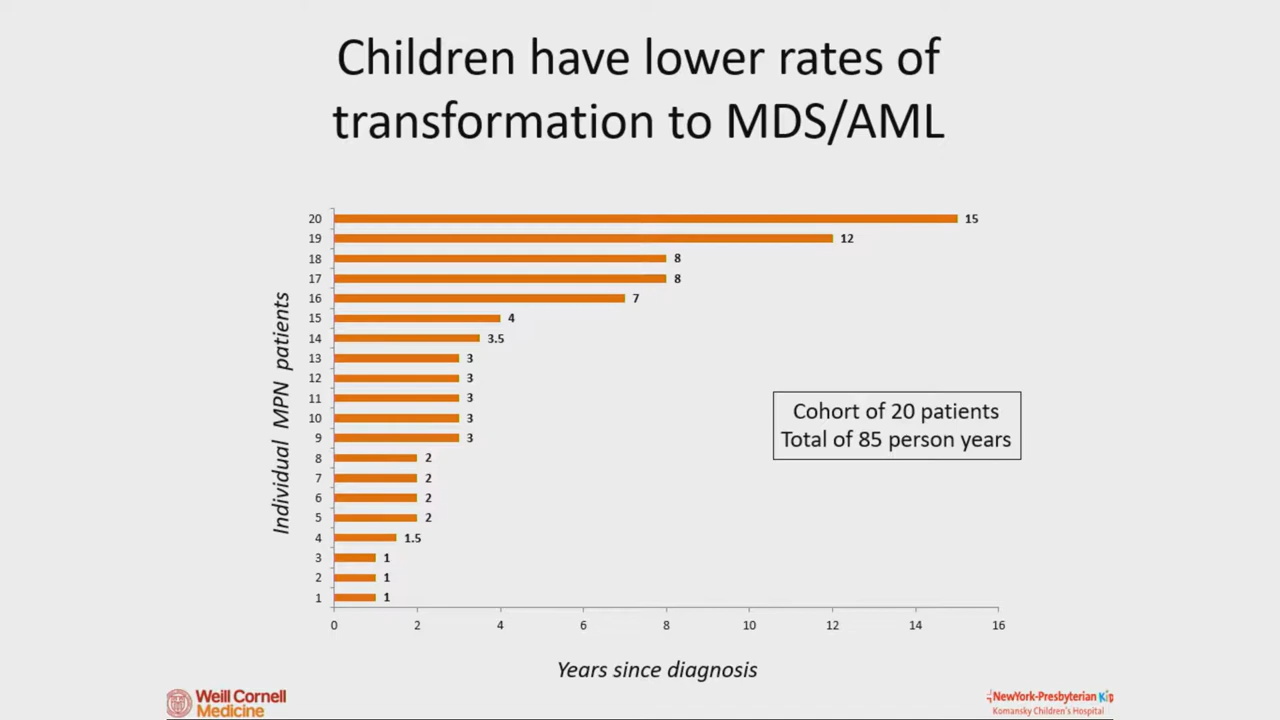 Children have lower rates of
transformation to MDS/AML
Individual MPN patients
20 15
19 12
18 8
17 8
16 7
15 4
14 3.5
13 3
12 3
11 3
10 3
9 3
8 2
7 2
6 2
5 2
4 1.5
3 1
2 1
1 1
Cohort of 20 patients
Total of 85 person years
0 2 4 6 8 10 12 14 16
Years since diagnosis
Weill Cornell
Medicine
NewYork-Presbyterian Kids
Komansky Children's Hospital